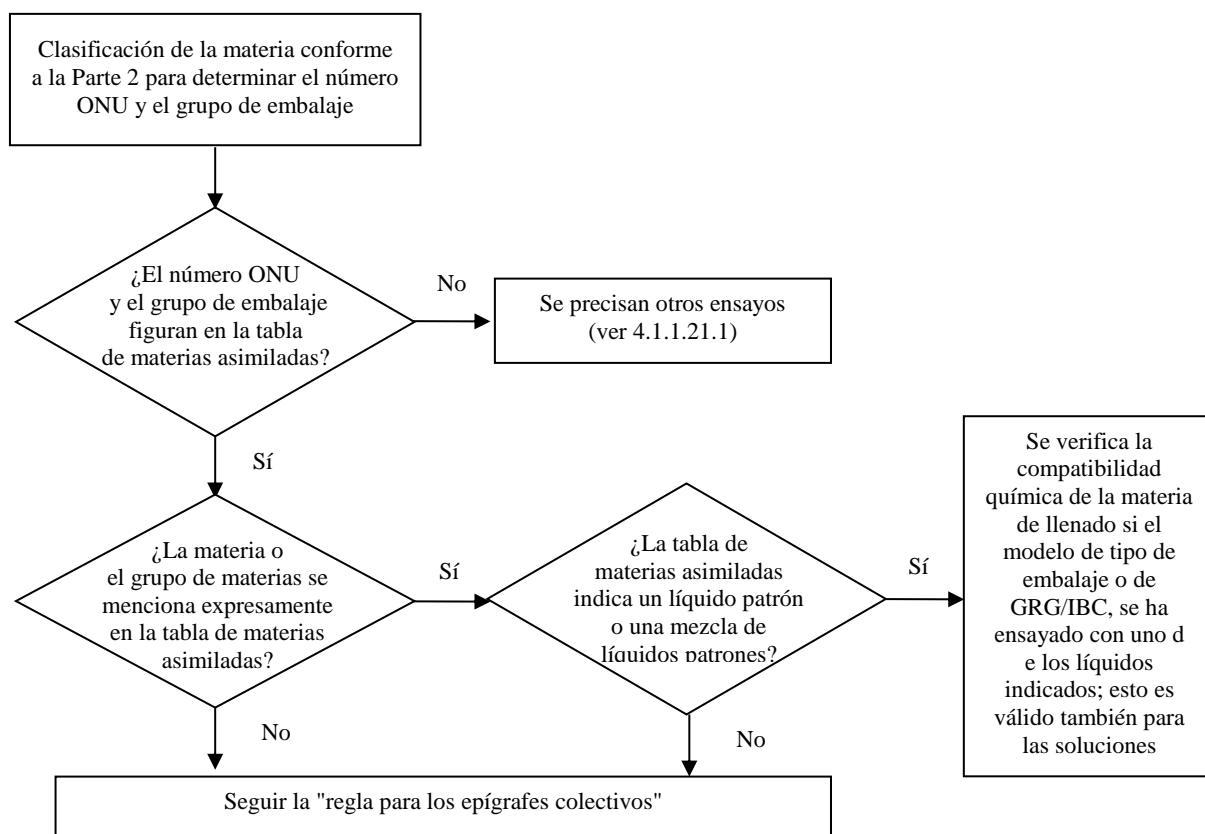 Clasificación de la materia conforme
a la Parte 2 para determinar el número
ONU y el grupo de embalaje
¿El número ONU
y el grupo de embalaje
figuran en la tabla
de materias asimiladas?
No
Se precisan otros ensayos
(ver 4.1.1.21.1)
Sí
¿La materia o
el grupo de materias se
menciona expresamente
en la tabla de materias
asimiladas?
Sí
¿La tabla de
materias asimiladas
indica un líquido patrón
o una mezcla de
líquidos patrones?
Sí
Se verifica la
compatibilidad
química de la materia
de llenado si el
modelo de tipo de
embalaje o de
GRG/IBC, se ha
ensayado con uno d
e los líquidos
indicados; esto es
válido también para
las soluciones
No
No
Seguir la "regla para los epígrafes colectivos"